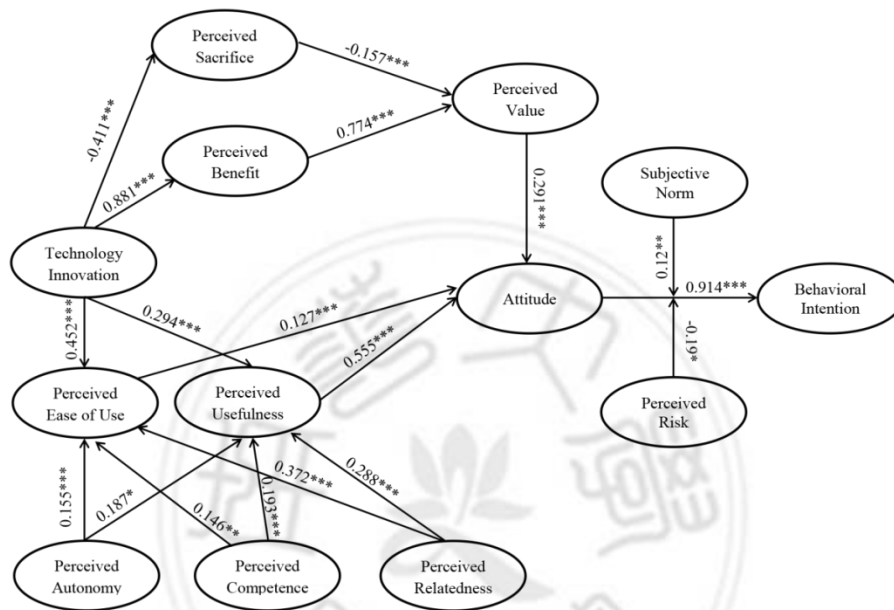 Perceived
Sacrifice
-0.157***
Perceived
Value
-0.411***
Perceived
Benefit
0.774***
0.881***
Subjective
Norm
0.291***
Technology
Innovation
0.12**
Attitude
0.914***
Behavioral
Intention
0.452***
0.294***
0.127***
0.555***
-0.19*
Perceived
Ease of Use
Perceived
Usefulness
Perceived
Risk
0.155***
0.187*
0.146**
0.193***
0.372***
0.288***
Perceived
Autonomy
Perceived
Competence
Perceived
Relatedness